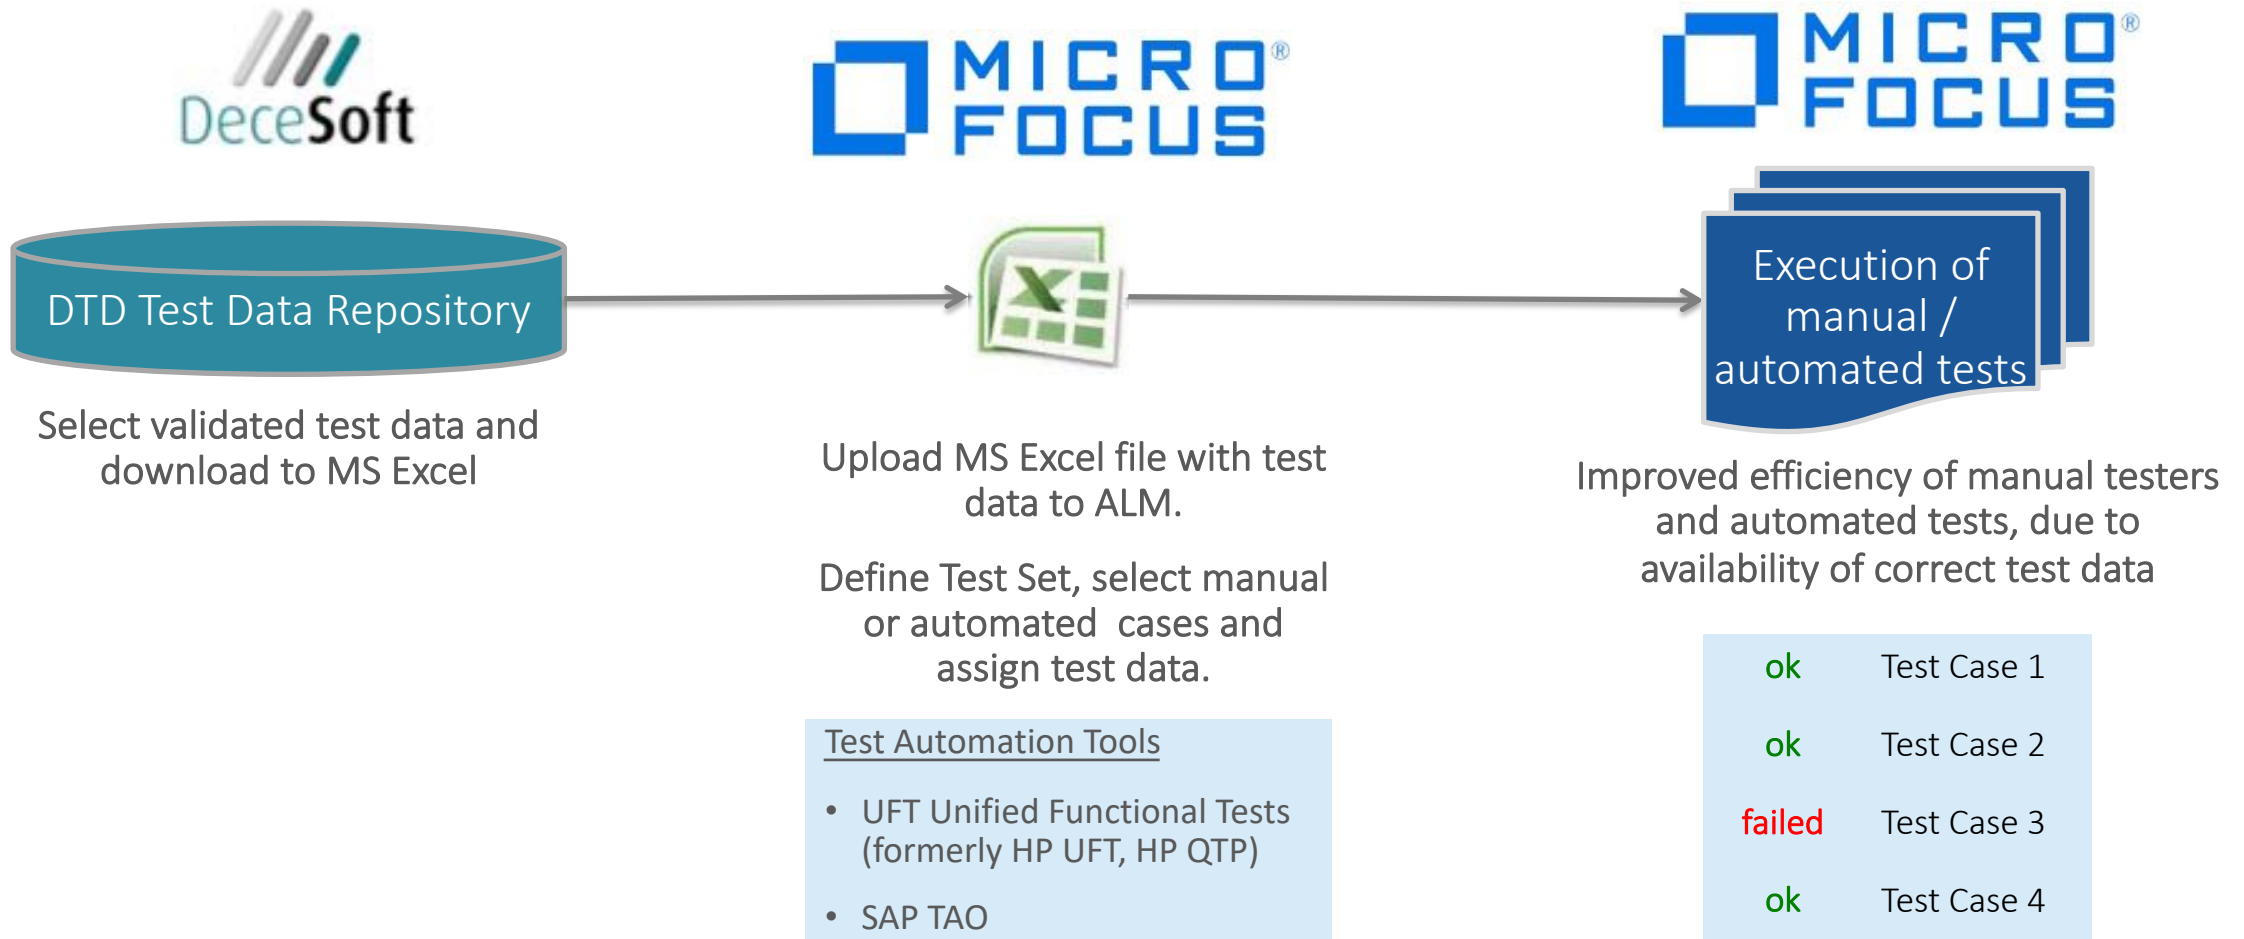 DeceSoft
DTD Test Data Repository
Select validated test data and
download to MS Excel
MICRO®
FOCUS
Upload MS Excel file with test
data to ALM.
Define Test Set, select manual
or automated  cases and
assign test data.
Test Automation Tools
• UFT Unified Functional Tests
(formerly HP UFT, HP QTP)
• SAP TAO
MICRO®
FOCUS
Execution of
manual /
automated tests
Improved efficiency of manual testers
and automated tests, due to
availability of correct test data
ok Test Case 1
ok Test Case 2
failed Test Case 3
ok Test Case 4